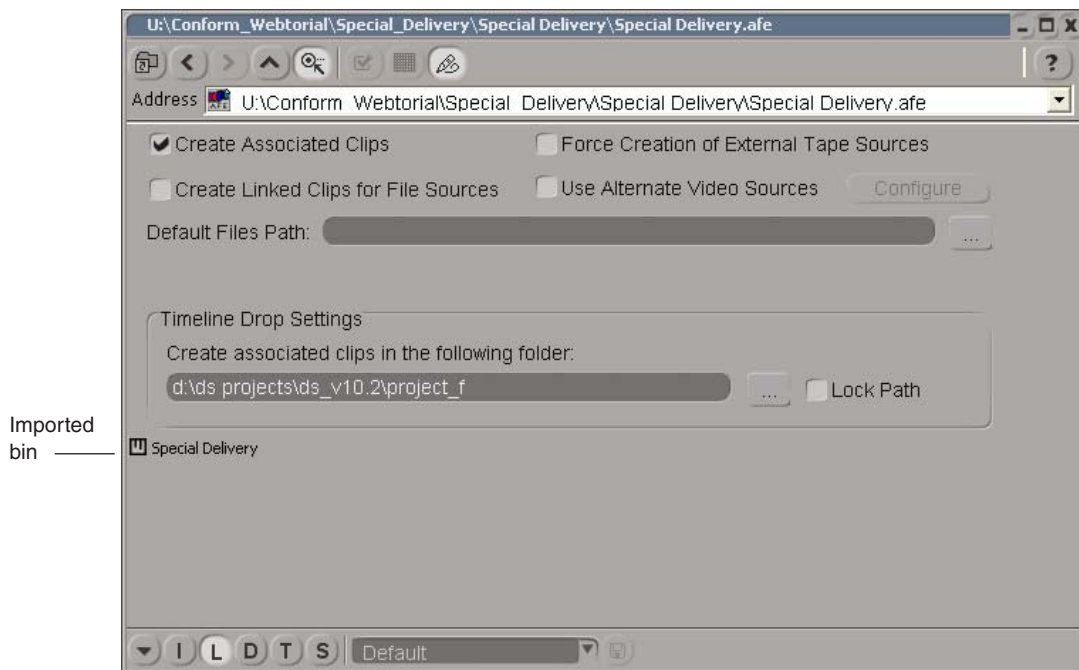 U:\Conform_Webtorial\Special_Delivery\Special Delivery\Special Delivery.afe
?
Address AFE U:\Conform_Webtorial\Special_Delivery\Special Delivery\Special Delivery.afe
Create Associated Clips
Force Creation of External Tape Sources
Create Linked Clips for File Sources
Use Alternate Video Sources
Configure
Default Files Path:
...
Timeline Drop Settings
Create associated clips in the following folder:
d:\ds projects\ds_v10.2\project_f
...
Lock Path
Imported
bin
Special Delivery
I L D T S Default